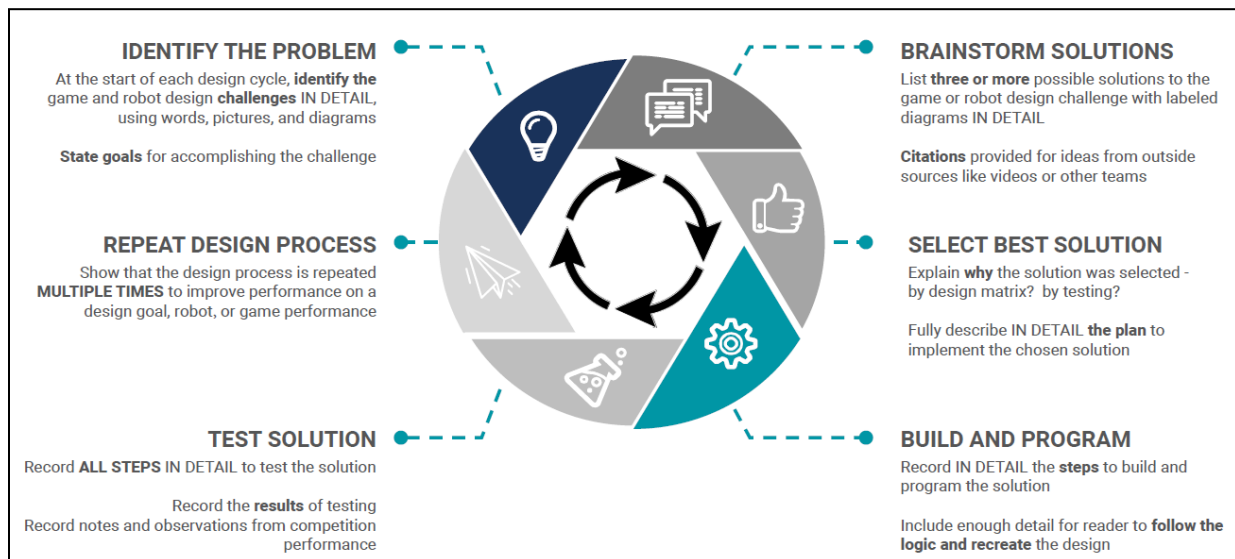 IDENTIFY THE PROBLEM
At the start of each design cycle, identify the
game and robot design challenges IN DETAIL,
using words, pictures, and diagrams
State goals for accomplishing the challenge
BRAINSTORM SOLUTIONS
List three or more possible solutions to the
game or robot design challenge with labeled
diagrams IN DETAIL
Citations provided for ideas from outside
sources like videos or other teams
REPEAT DESIGN PROCESS
Show that the design process is repeated
MULTIPLE TIMES to improve performance on a
design goal, robot, or game performance
SELECT BEST SOLUTION
Explain why the solution was selected -
by design matrix? by testing?
Fully describe IN DETAIL the plan to
implement the chosen solution
TEST SOLUTION
Record ALL STEPS IN DETAIL to test the solution
Record the results of testing
Record notes and observations from competition
performance
BUILD AND PROGRAM
Record IN DETAIL the steps to build and
program the solution
Include enough detail for reader to follow the
logic and recreate the design